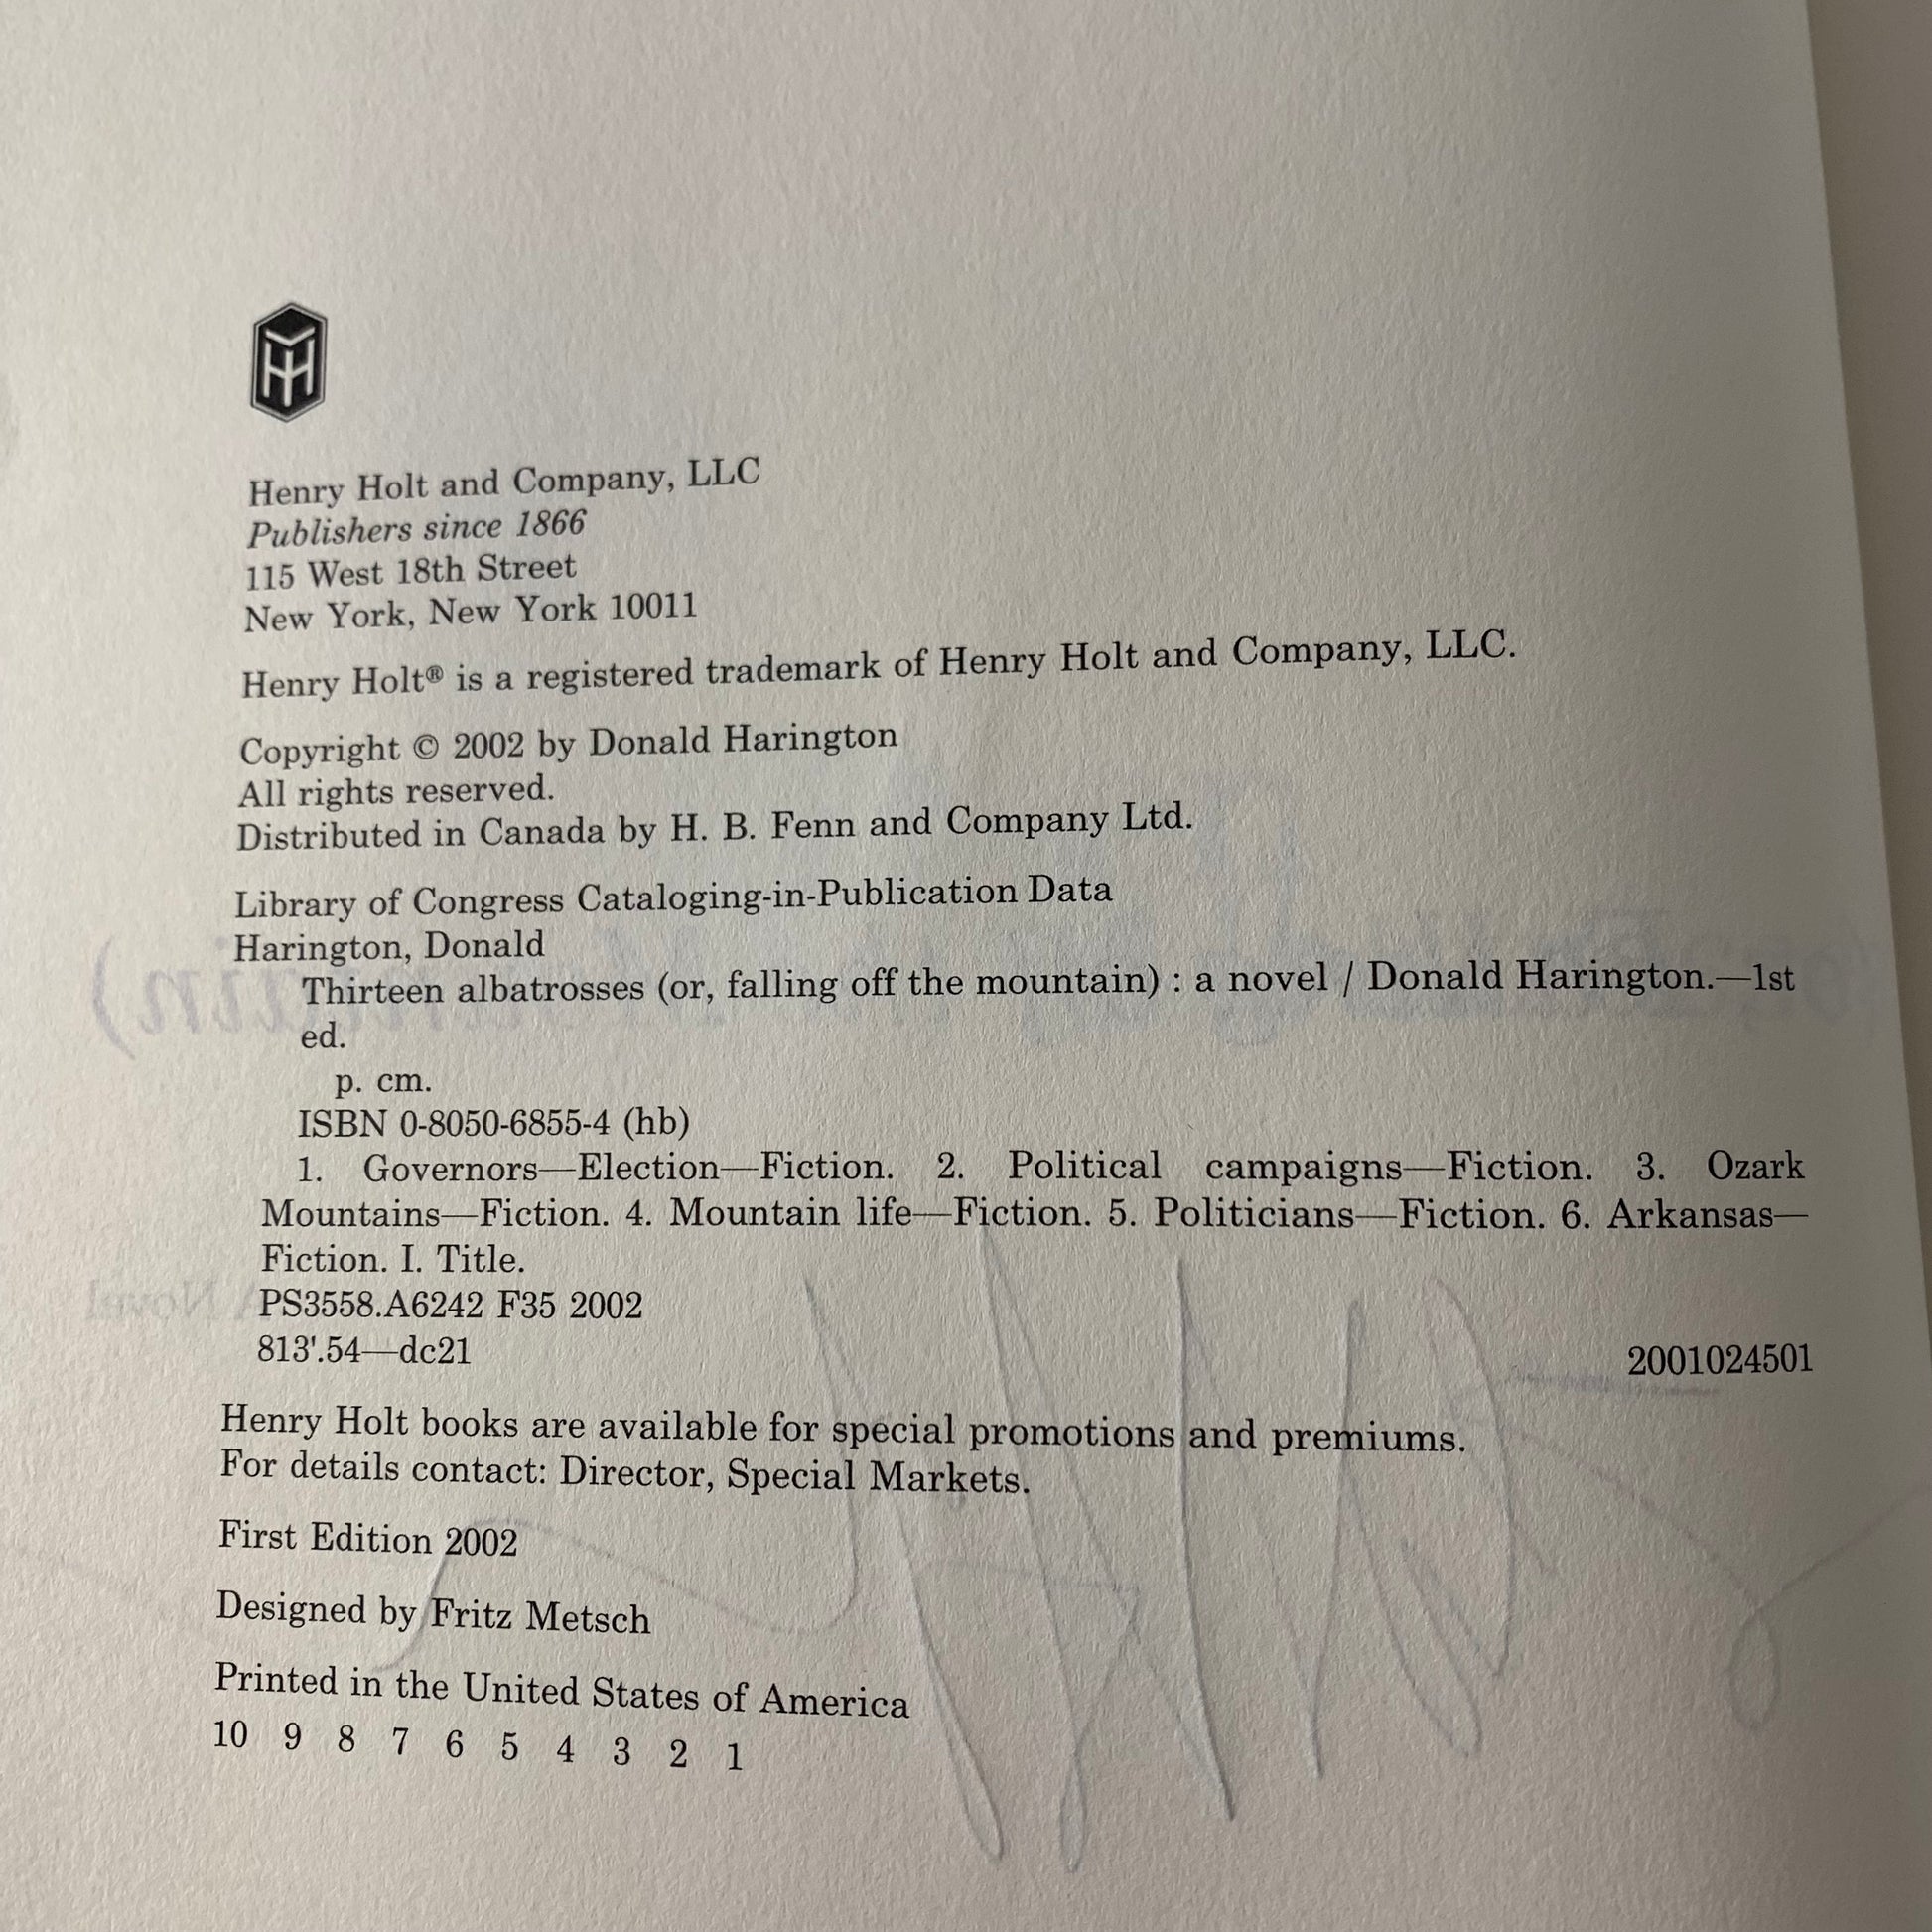 Henry Holt and Company, LLC
Publishers since 1866
115 West 18th Street
New York, New York 10011
Henry Holt® is a registered trademark of Henry Holt and Company, LLC.
Copyright © 2002 by Donald Harington
All rights reserved.
Distributed in Canada by H. B. Fenn and Company Ltd.
Library of Congress Cataloging-in-Publication Data
Harington, Donald
Thirteen albatrosses (or, falling off the mountain) : a novel / Donald Harington.—1st
ed.
p. cm.
ISBN 0-8050-6855-4 (hb)
1. Governors—Election—Fiction. 2. Political campaigns—Fiction. 3. Ozark
Mountains—Fiction. 4. Mountain life—Fiction. 5. Politicians—Fiction. 6. Arkansas—
Fiction. I. Title.
PS3558.A6242 F35 2002
813'.54—dc21 2001024501
Henry Holt books are available for special promotions and premiums.
For details contact: Director, Special Markets.
First Edition 2002
Designed by Fritz Metsch
Printed in the United States of America
10 9 8 7 6 5 4 3 2 1